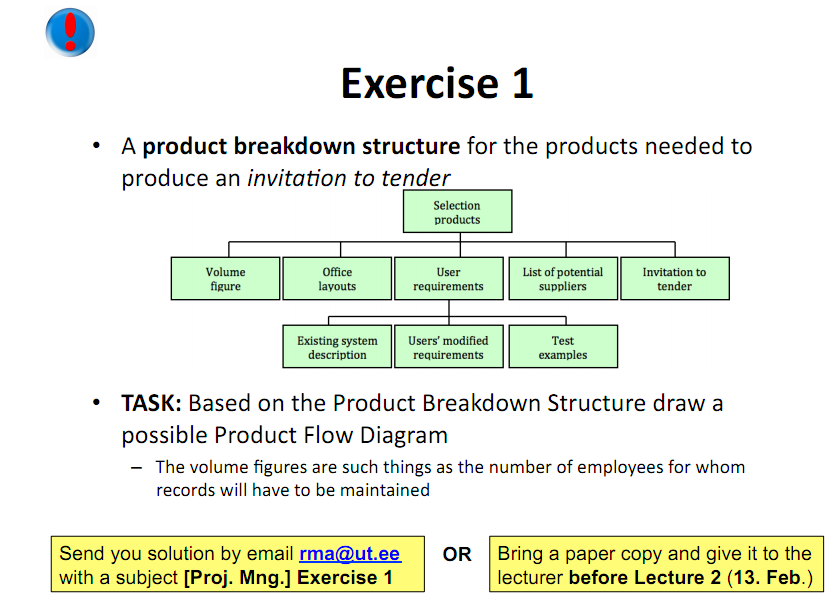 Exercise 1
• A product breakdown structure for the products needed to
produce an invitation to tender
Selection
products
Volume
figure
Office
layouts
User
requirements
List of potential
suppliers
Invitation to
tender
Existing system
description
Users' modified
requirements
Test
examples
• TASK: Based on the Product Breakdown Structure draw a
possible Product Flow Diagram
– The volume figures are such things as the number of employees for whom
records will have to be maintained
Send you solution by email rma@ut.ee
with a subject [Proj. Mng.] Exercise 1
OR
Bring a paper copy and give it to the
lecturer before Lecture 2 (13. Feb.)